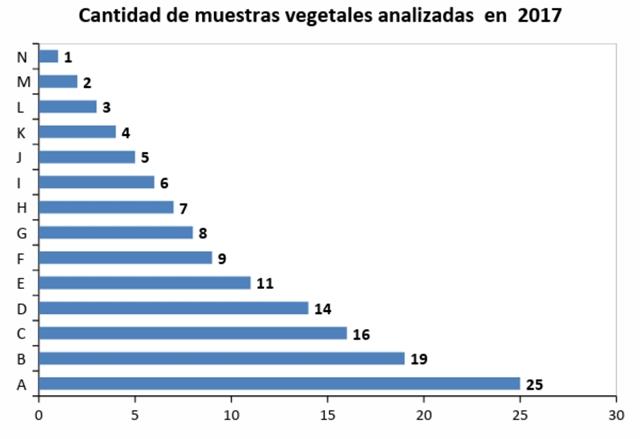 Cantidad de muestras vegetales analizadas en 2017
N 1
M 2
L 3
K 4
J 5
I 6
H 7
G 8
F 9
E 11
D 14
C 16
B 19
A 25
0 5 10 15 20 25 30